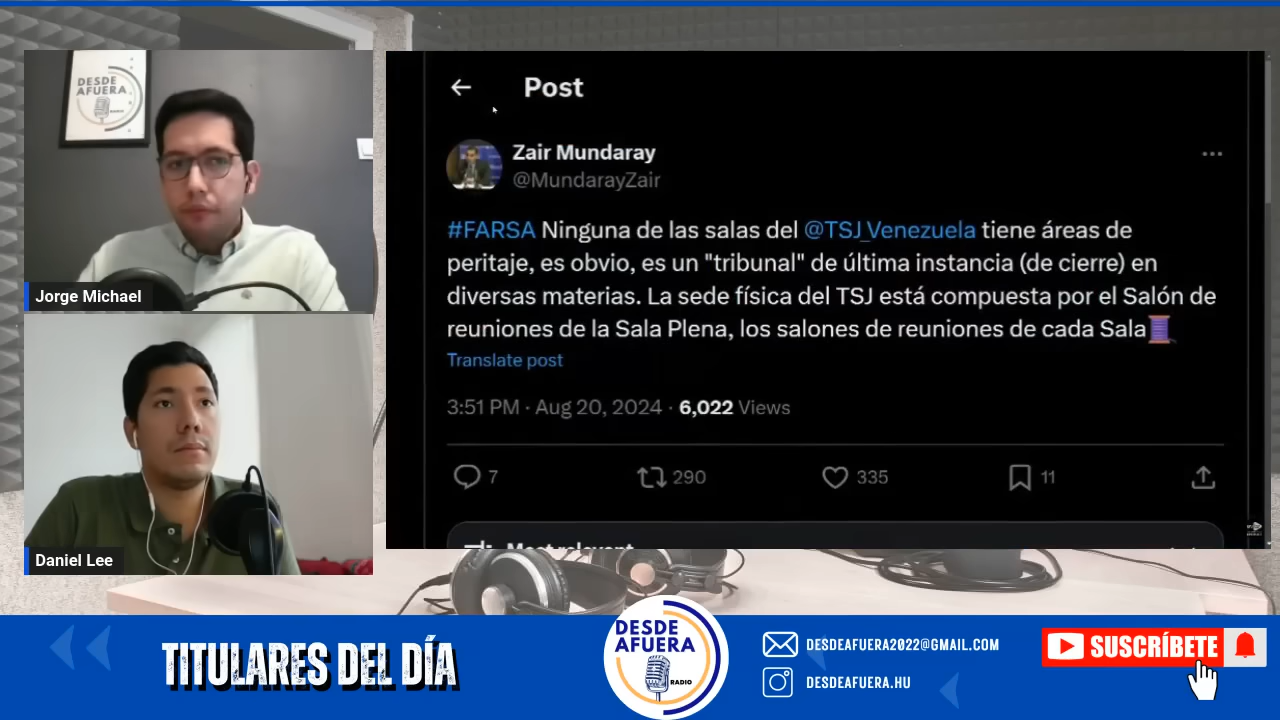 DESDE
AFUERA
RADIO
Jorge Michael
Daniel Lee
Post
Zair Mundaray
@MundarayZair
#FARSA Ninguna de las salas del @TSJ_Venezuela tiene áreas de
peritaje, es obvio, es un "tribunal" de última instancia (de cierre) en
diversas materias. La sede física del TSJ está compuesta por el Salón de
reuniones de la Sala Plena, los salones de reuniones de cada Sala🧵
Translate post
3:51 PM · Aug 20, 2024 · 6,022 Views
7
290
335
11
Most relevant
TITULARES DEL DÍA
DESDE
AFUERA
RADIO
DESDEAFUERA2022@GMAIL.COM
DESDEAFUERA.HU
SUSCRÍBETE